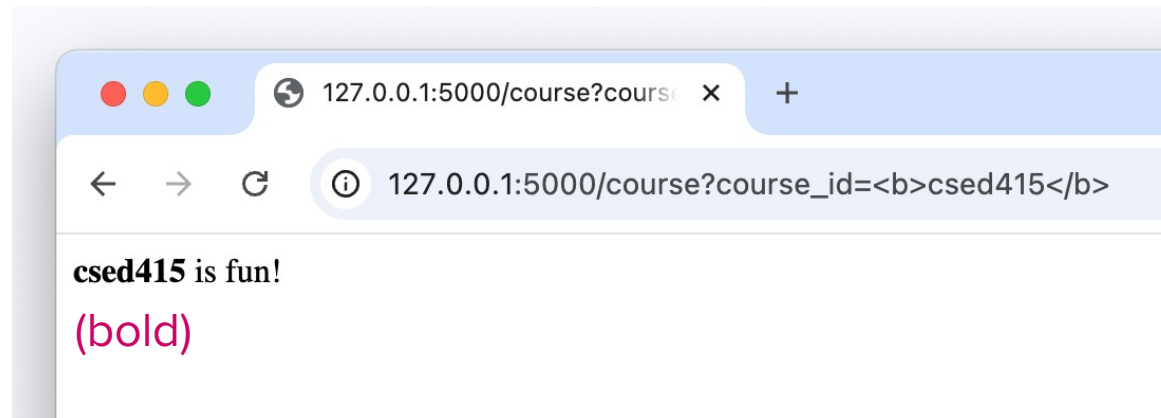 127.0.0.1:5000/course?cours
127.0.0.1:5000/course?course_id=<b>csed415</b>
csed415 is fun!
(bold)